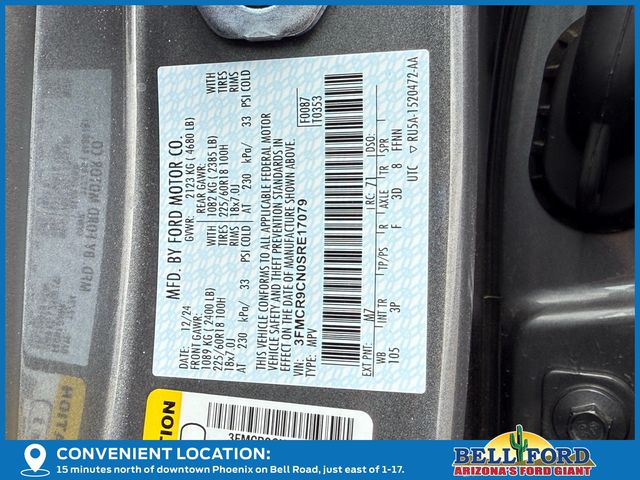 MFD. BY FORD MOTOR CO.
DATE: 12/24 GVWR: 2123 KG ( 4680 LB)
FRONT GAWR: REAR GAWR:
1089 KG ( 2400 LB) 1082 KG ( 2385 LB) WITH
225/60R18 100H 225/60R18 100H TIRES
18x7.0J 18x7.0J RIMS
AT 230 kPa/ 33 PSI COLD AT 230 kPa/ 33 PSI COLD
WITH
TIRES
RIMS
THIS VEHICLE CONFORMS TO ALL APPLICABLE FEDERAL MOTOR
VEHICLE SAFETY AND THEFT PREVENTION STANDARDS IN
EFFECT ON THE DATE OF MANUFACTURE SHOWN ABOVE.
F0087
T0353
VIN: 3FMCR9CN0SRE17079
TYPE: MPV
EXT PNT: M7 RC: 71 DSO:
WB INT TR TP/PS R AXLE TR SPR
105 3P F 3D 8 FFNN
UTC RU5A-1520472-AA
CONVENIENT LOCATION:
15 minutes north of downtown Phoenix on Bell Road, just east of 1-17.
BELL FORD
ARIZONA'S FORD GIANT